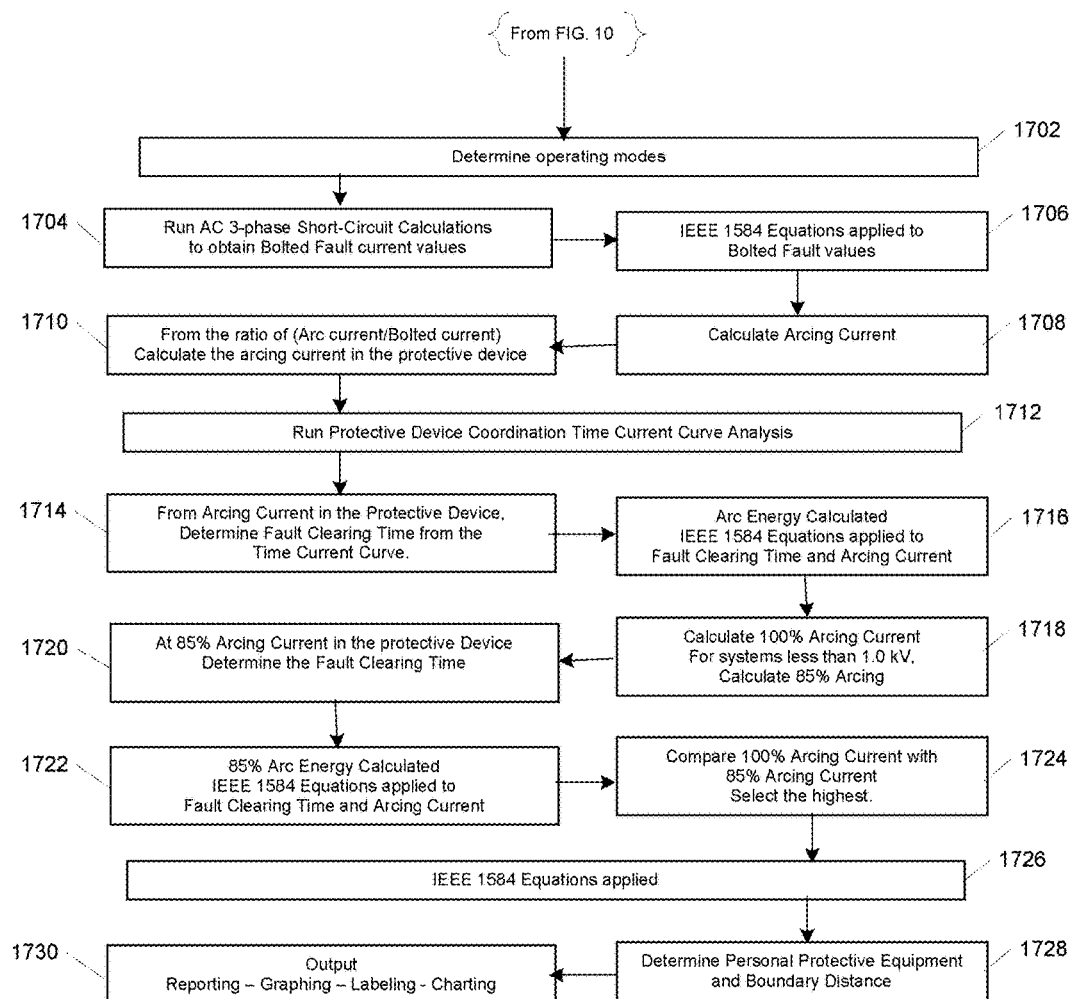 From FIG. 10
1702
Determine operating modes
1704
Run AC 3-phase Short-Circuit Calculations
to obtain Bolted Fault current values
1706
IEEE 1584 Equations applied to
Bolted Fault values
1710
From the ratio of (Arc current/Bolted current)
Calculate the arcing current in the protective device
1708
Calculate Arcing Current
1712
Run Protective Device Coordination Time Current Curve Analysis
1714
From Arcing Current in the Protective Device,
Determine Fault Clearing Time from the
Time Current Curve.
1716
Arc Energy Calculated
IEEE 1584 Equations applied to
Fault Clearing Time and Arcing Current
1720
At 85% Arcing Current in the protective Device
Determine the Fault Clearing Time
1718
Calculate 100% Arcing Current
For systems less than 1.0 kV,
Calculate 85% Arcing
1722
85% Arc Energy Calculated
IEEE 1584 Equations applied to
Fault Clearing Time and Arcing Current
1724
Compare 100% Arcing Current with
85% Arcing Current
Select the highest.
1726
IEEE 1584 Equations applied
1730
Output
Reporting – Graphing – Labeling - Charting
1728
Determine Personal Protective Equipment
and Boundary Distance